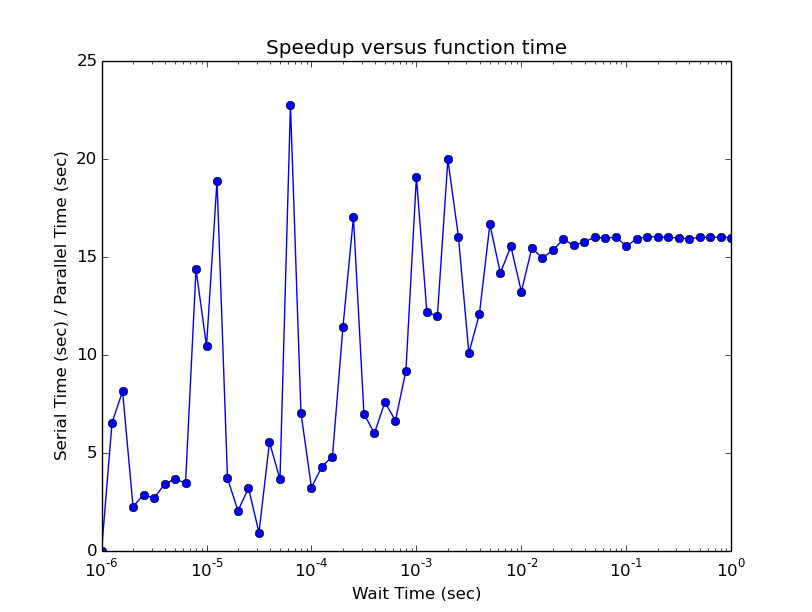 Speedup versus function time
Serial Time (sec) / Parallel Time (sec)
25
20
15
10
5
0
10^-6 10^-5 10^-4 10^-3 10^-2 10^-1 10^0
Wait Time (sec)